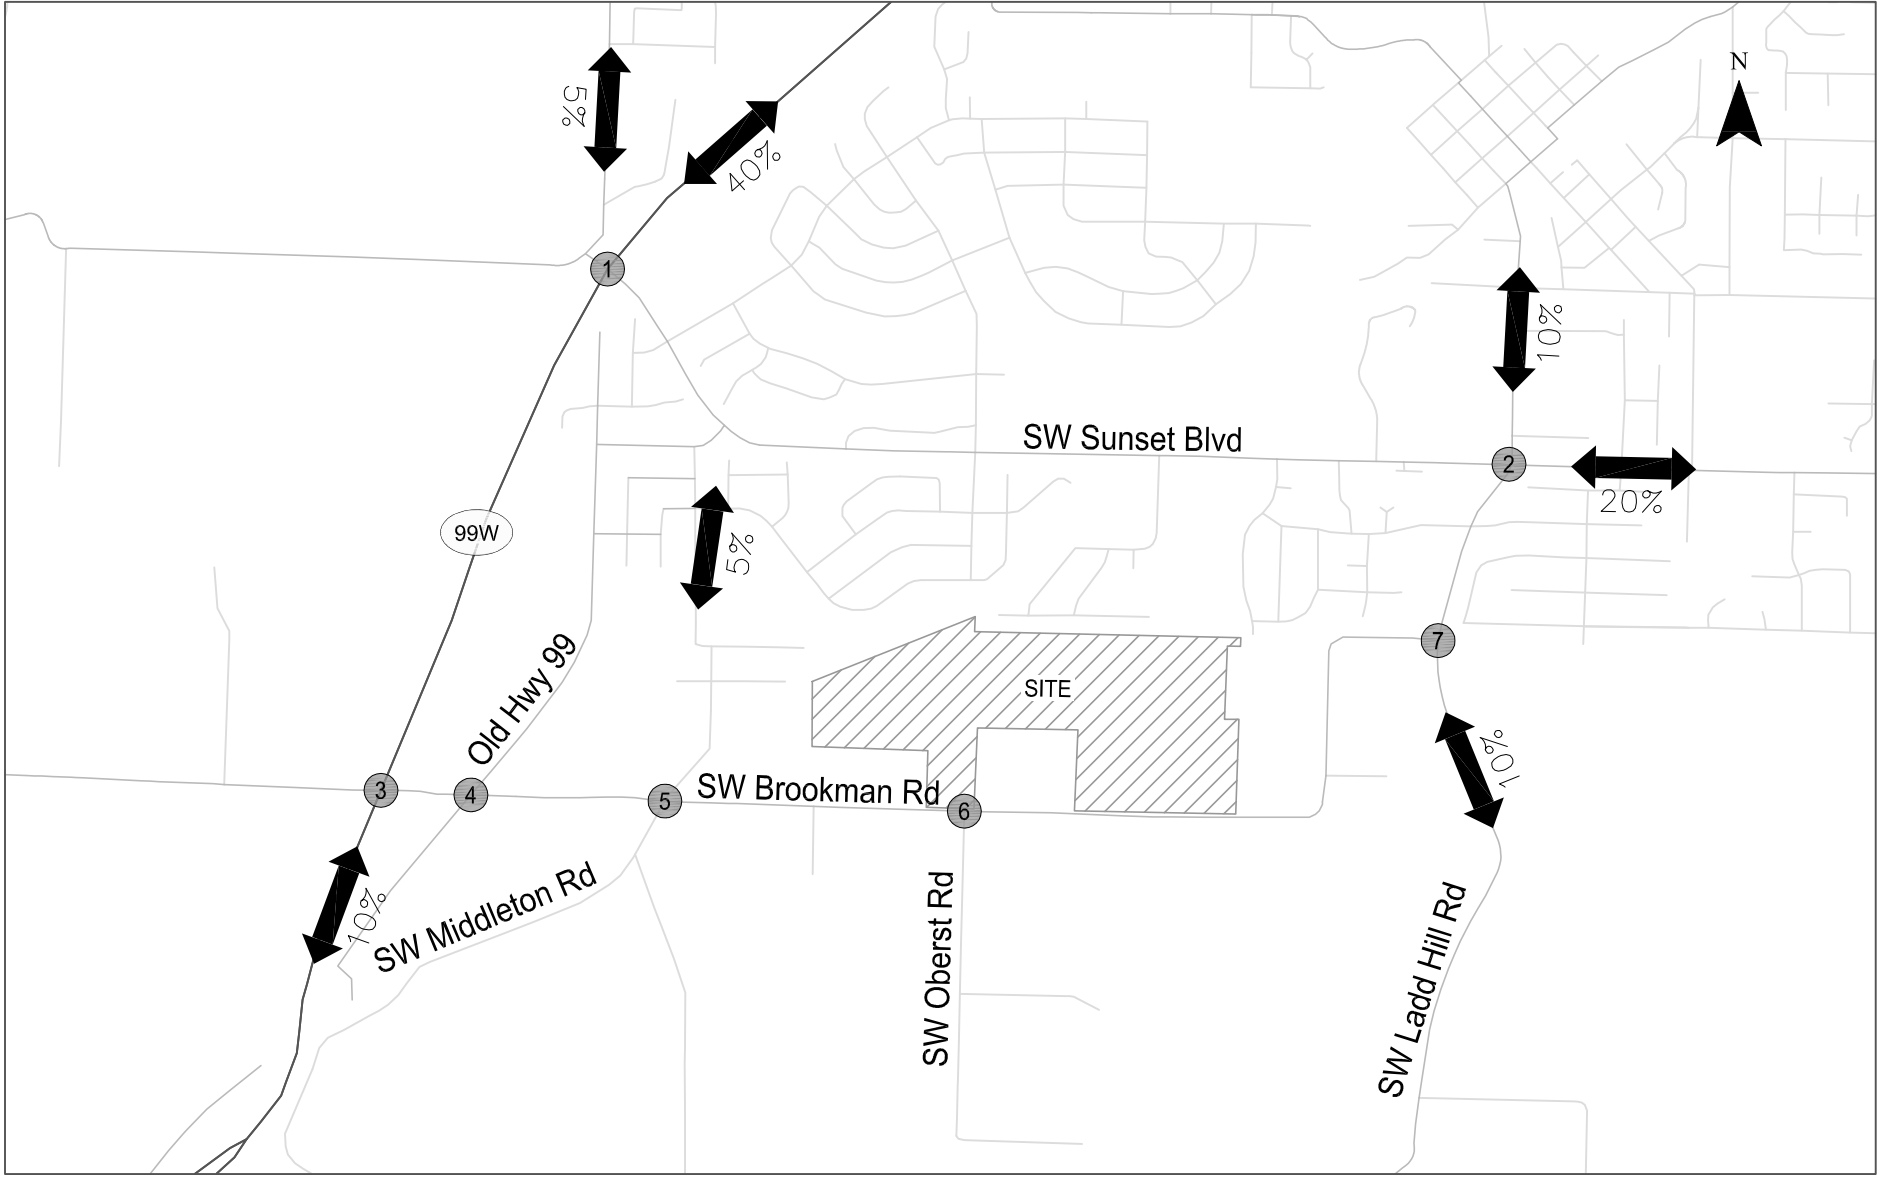 N
5%
40%
1
10%
SW Sunset Blvd
2
20%
99W
5%
7
Old Hwy 99
SITE
10%
3
4
5
SW Brookman Rd
6
10%
SW Middleton Rd
SW Oberst Rd
SW Ladd Hill Rd